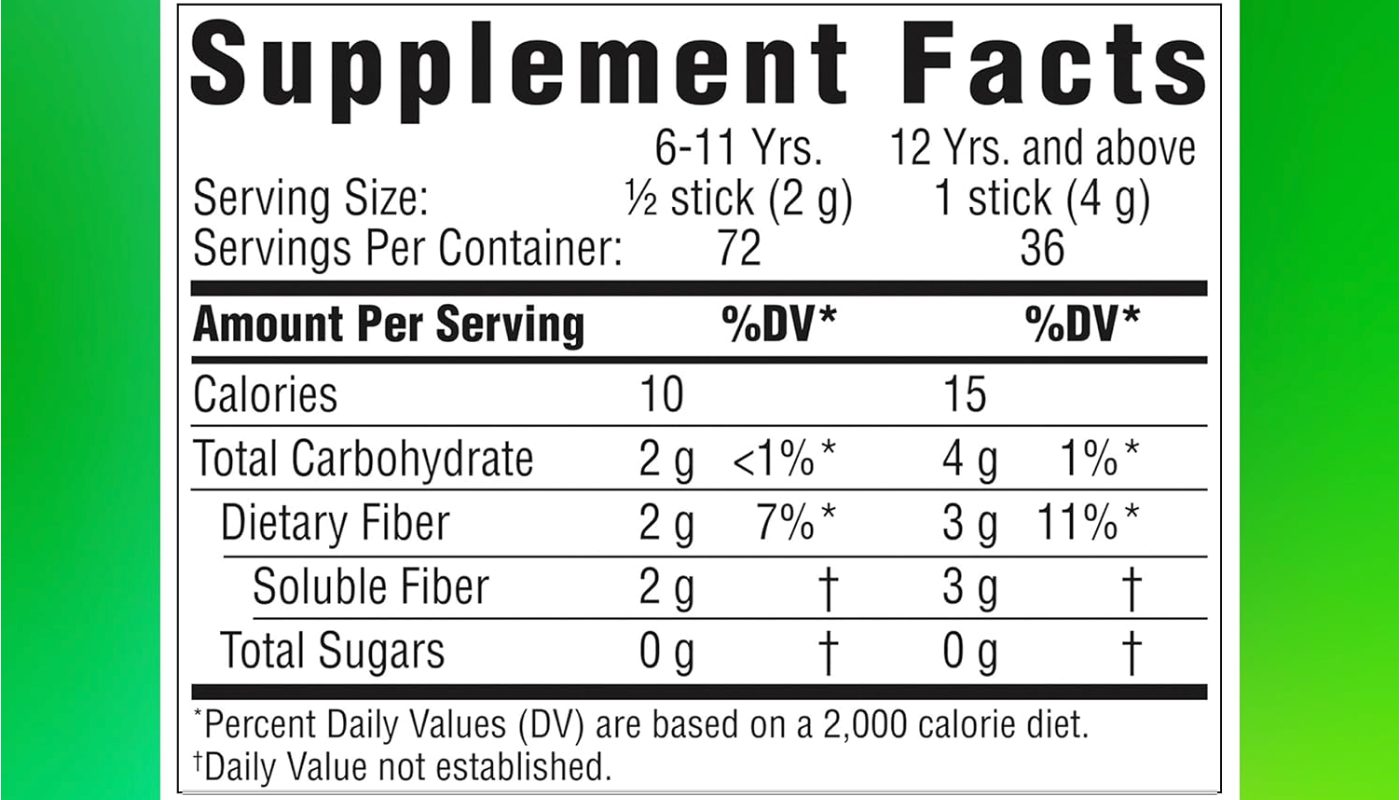 Supplement Facts
6-11 Yrs. 12 Yrs. and above
Serving Size: ½ stick (2 g) 1 stick (4 g)
Servings Per Container: 72 36
Amount Per Serving %DV* %DV*
Calories 10 15
Total Carbohydrate 2 g <1%* 4 g 1%*
Dietary Fiber 2 g 7%* 3 g 11%*
Soluble Fiber 2 g † 3 g †
Total Sugars 0 g † 0 g †
*Percent Daily Values (DV) are based on a 2,000 calorie diet.
†Daily Value not established.